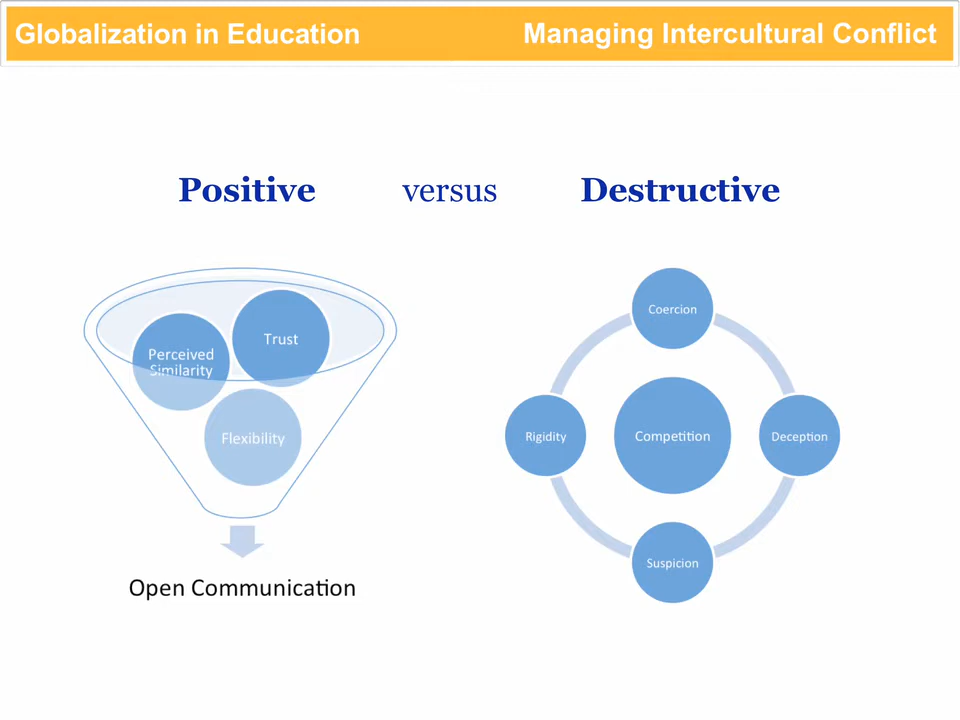 Globalization in Education
Managing Intercultural Conflict
Positive versus Destructive
Perceived
Similarity
Trust
Flexibility
Open Communication
Coercion
Rigidity
Competition
Deception
Suspicion